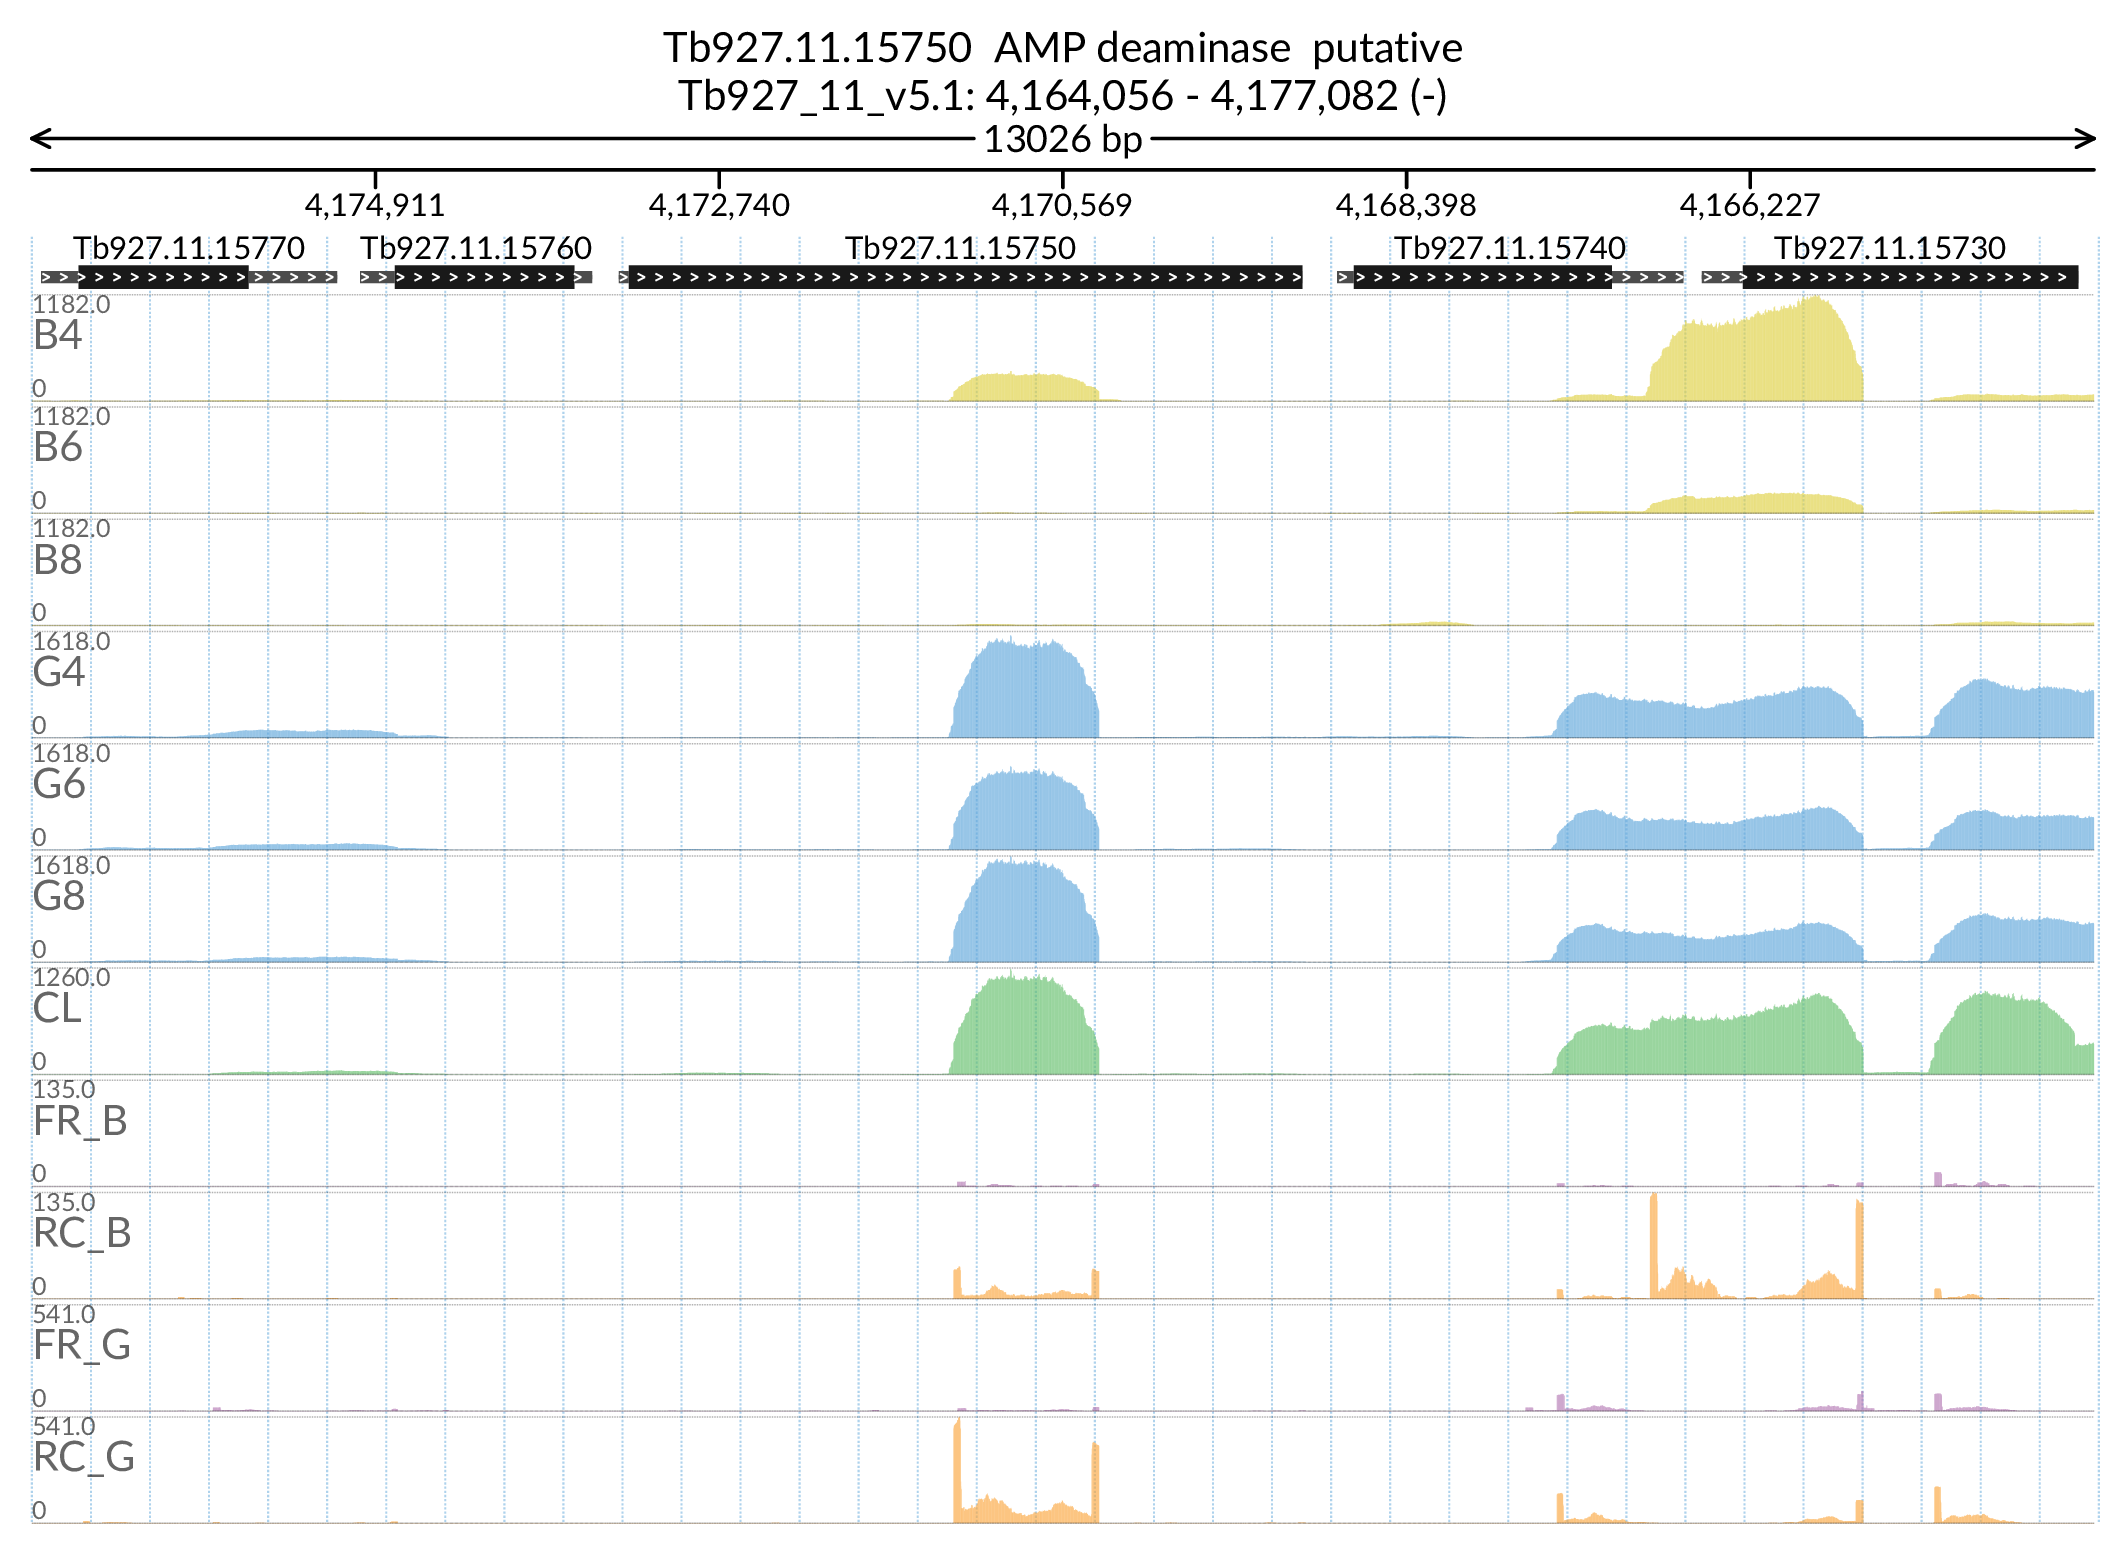 Tb927.11.15750  AMP deaminase  putative
Tb927_11_v5.1: 4,164,056 - 4,177,082 (-)
13026 bp
4,174,911 4,172,740 4,170,569 4,168,398 4,166,227
Tb927.11.15770 Tb927.11.15760 Tb927.11.15750 Tb927.11.15740 Tb927.11.15730
1182.0
B4
0
1182.0
B6
0
1182.0
B8
0
1618.0
G4
0
1618.0
G6
0
1618.0
G8
0
1260.0
CL
0
135.0
FR_B
0
135.0
RC_B
0
541.0
FR_G
0
541.0
RC_G
0